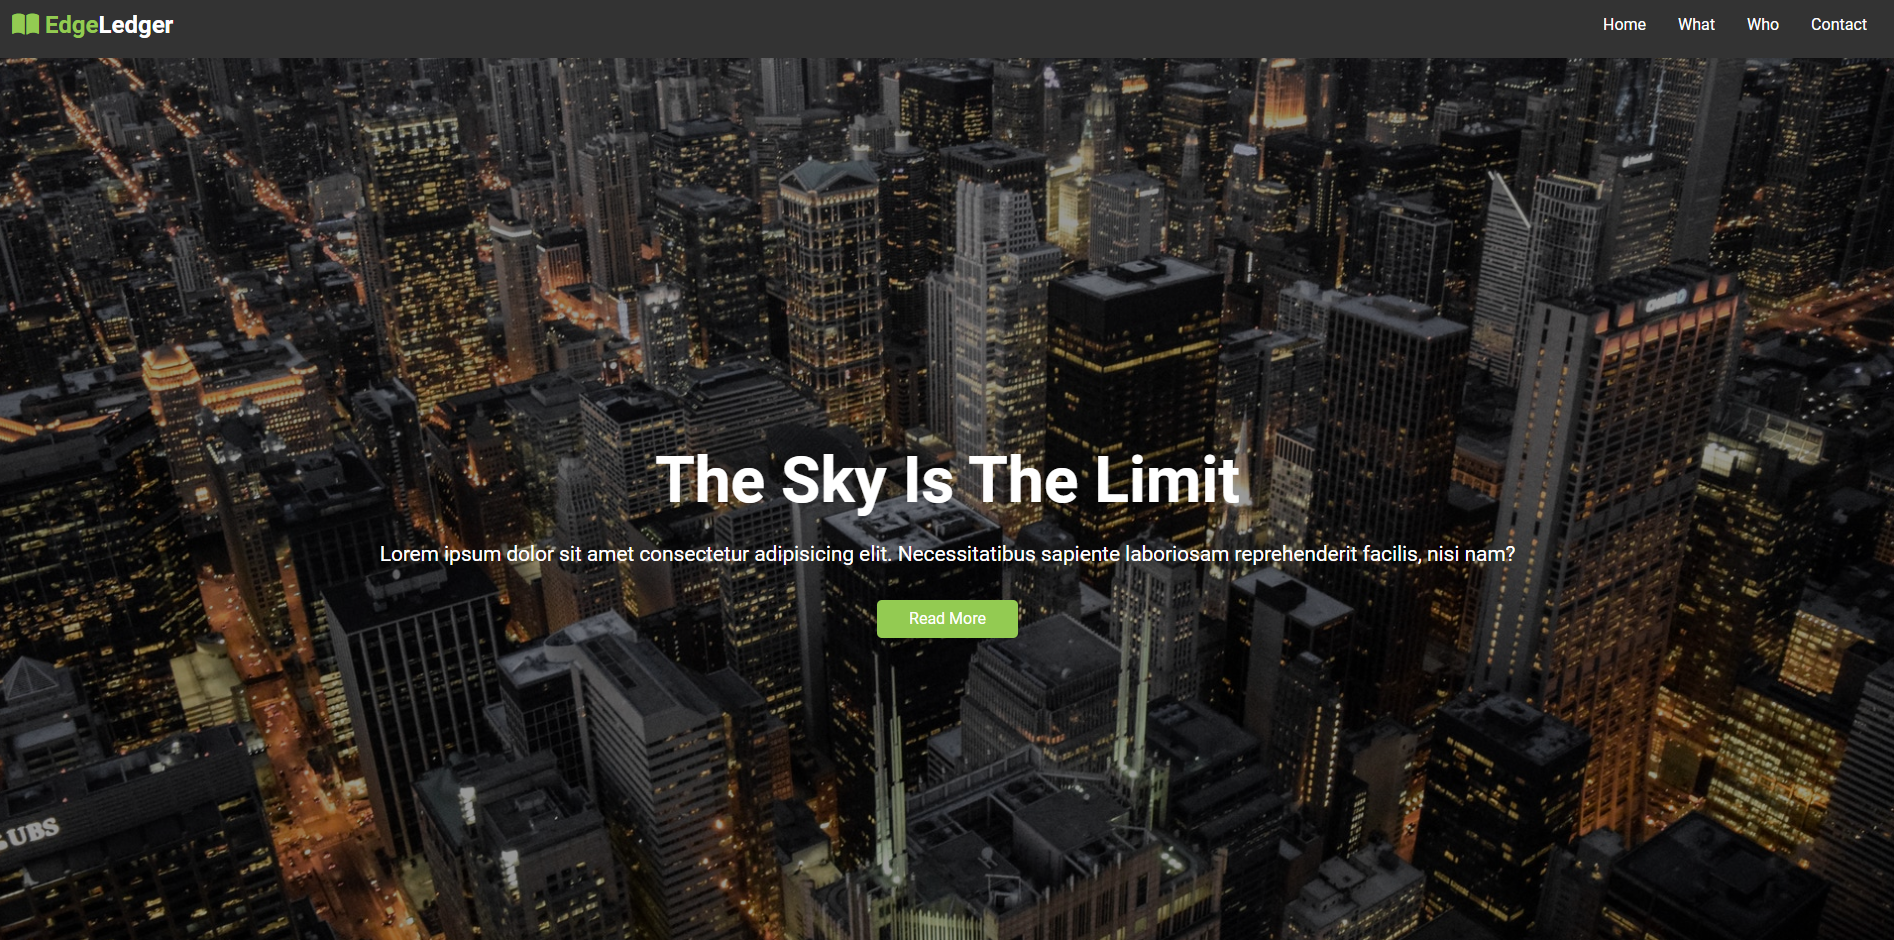 EdgeLedger
Home
What
Who
Contact
CHASE
The Sky Is The Limit
Lorem ipsum dolor sit amet consectetur adipisicing elit. Necessitatibus sapiente laboriosam reprehenderit facilis, nisi nam?
Read More
UBS